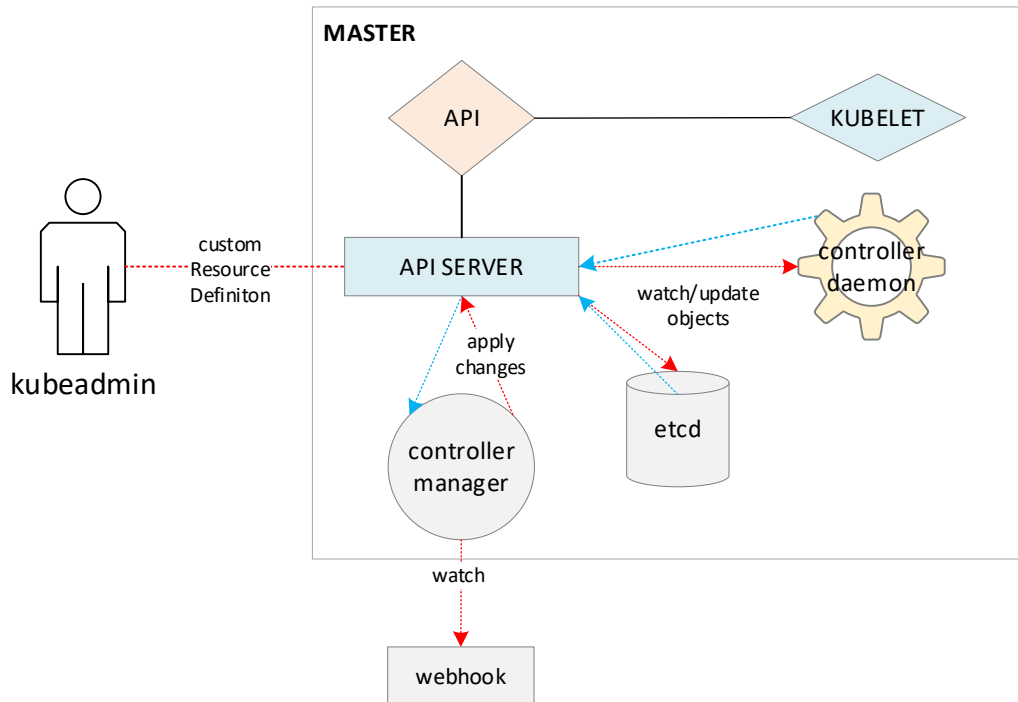 MASTER
API
KUBELET
custom
Resource
Definiton
API SERVER
controller
daemon
watch/update
objects
apply
changes
kubeadmin
etcd
controller
manager
watch
webhook